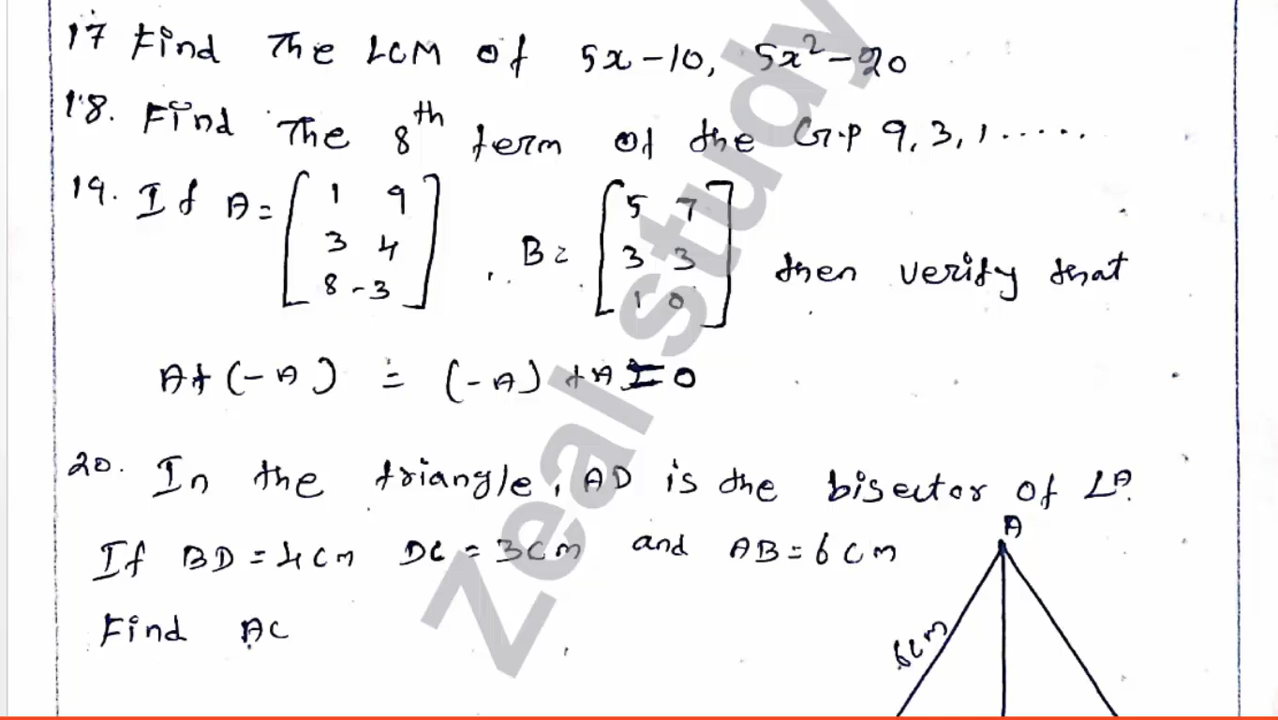 17 Find The LCM of 5x-10, 5x²-20
18. Find The 8th term of the G.P 9, 3, 1 .....
19. If A = [ 1 9
3 4
8 -3 ] , B = [ 5 7
3 3
1 0 ] then verify that
A+(-A) = (-A)+A = 0
20. In the triangle, AD is the bisector of ∠A.
If BD = 4cm DC = 3cm and AB = 6cm
Find AC
A
6cm
Zeal study